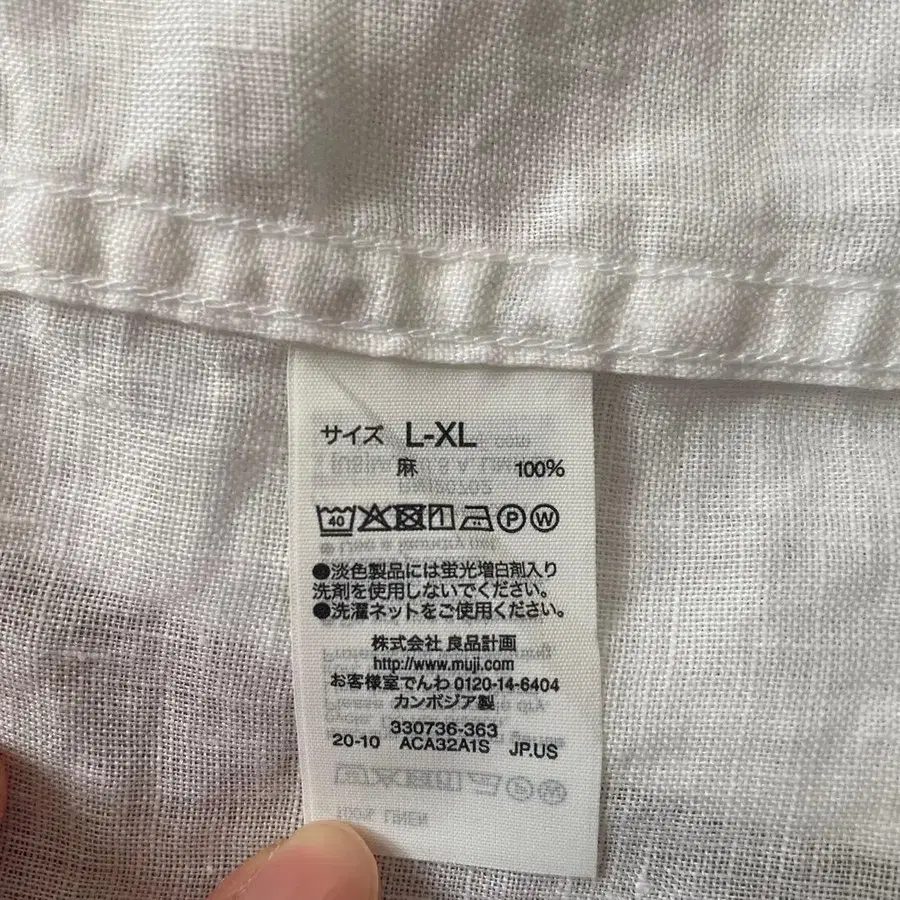 サイズ L-XL
麻 100%
40 P W
●淡色製品には蛍光増白剤入り
洗剤を使用しないでください。
●洗濯ネットをご使用ください。
株式会社 良品計画
http://www.muji.com
お客様室でんわ 0120-14-6404
カンボジア製
330736-363
20-10 ACA32A1S JP.US
100% LINEN